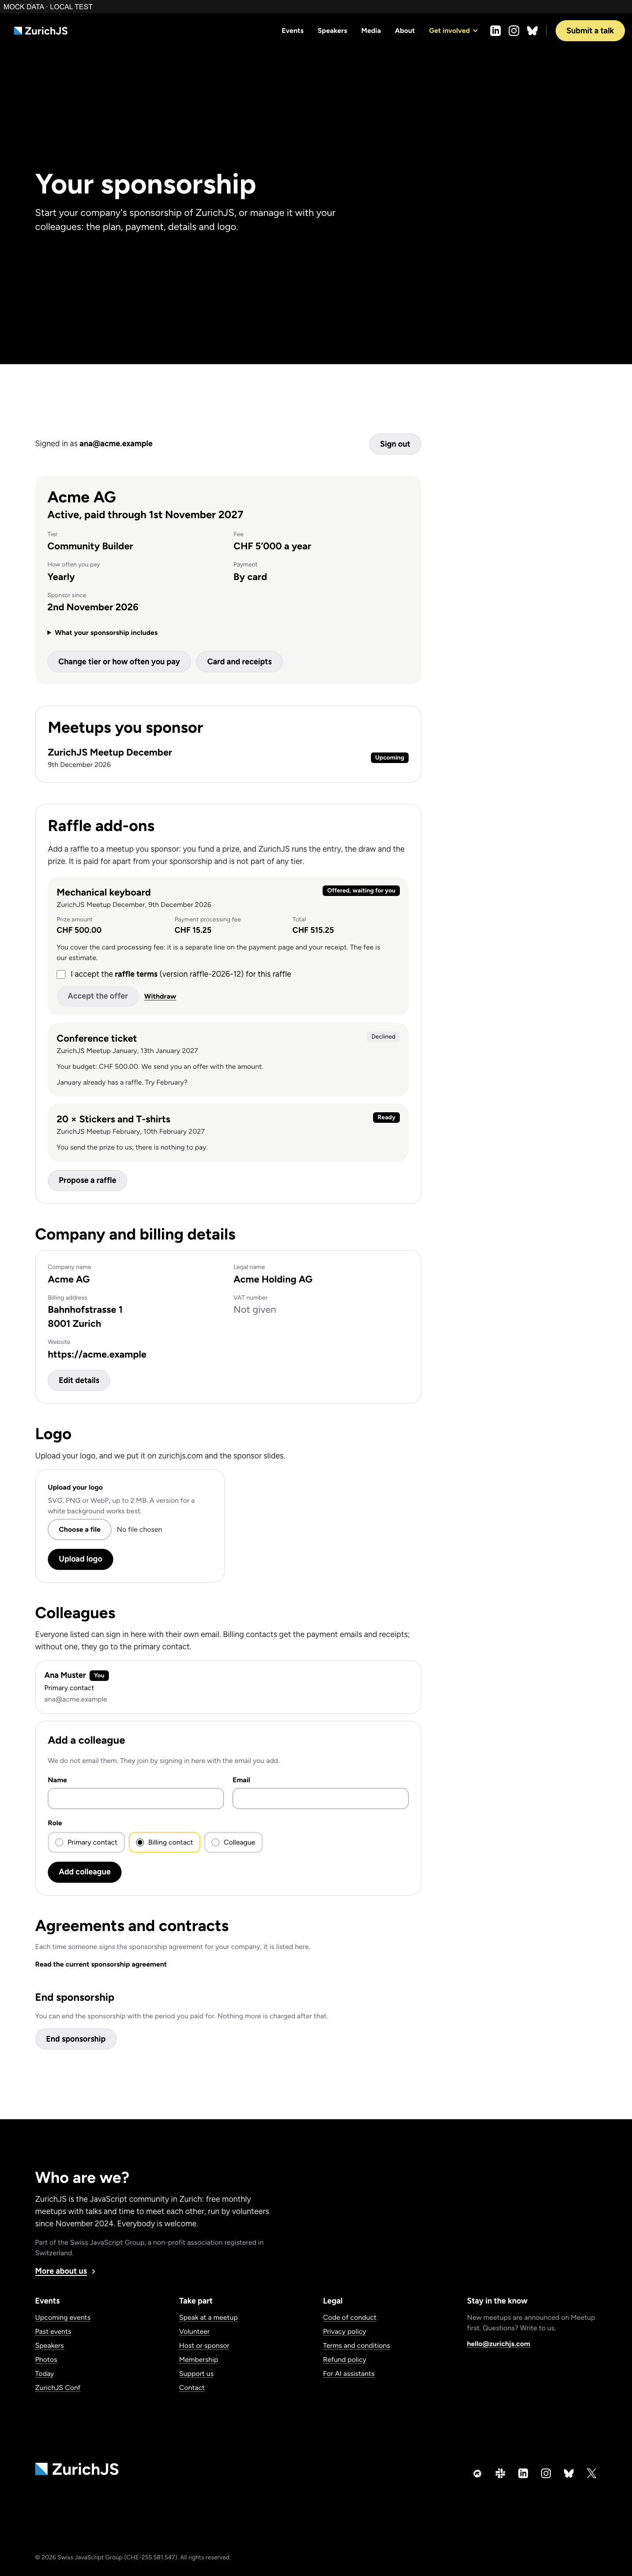 MOCK DATA · LOCAL TEST
ZurichJS
Events
Speakers
Media
About
Get involved
Submit a talk
Your sponsorship
Start your company's sponsorship of ZurichJS, or manage it with your
colleagues: the plan, payment, details and logo.
Signed in as ana@acme.example
Sign out
Acme AG
Active, paid through 1st November 2027
Tier
Community Builder
Fee
CHF 5'000 a year
How often you pay
Yearly
Payment
By card
Sponsor since
2nd November 2026
What your sponsorship includes
Change tier or how often you pay
Card and receipts
Meetups you sponsor
ZurichJS Meetup December
9th December 2026
Upcoming
Raffle add-ons
Add a raffle to a meetup you sponsor: you fund a prize, and ZurichJS runs the entry, the draw and the
prize. It is paid for apart from your sponsorship and is not part of any tier.
Mechanical keyboard
Offered, waiting for you
ZurichJS Meetup December, 9th December 2026
Prize amount
CHF 500.00
Payment processing fee
CHF 15.25
Total
CHF 515.25
You cover the card processing fee: it is a separate line on the payment page and your receipt. The fee is
our estimate.
I accept the raffle terms (version raffle-2026-12) for this raffle
Accept the offer
Withdraw
Conference ticket
Declined
ZurichJS Meetup January, 13th January 2027
Your budget: CHF 500.00. We send you an offer with the amount.
January already has a raffle. Try February?
20 × Stickers and T-shirts
Ready
ZurichJS Meetup February, 10th February 2027
You send the prize to us; there is nothing to pay.
Propose a raffle
Company and billing details
Company name
Acme AG
Legal name
Acme Holding AG
Billing address
Bahnhofstrasse 1
8001 Zurich
VAT number
Not given
Website
https://acme.example
Edit details
Logo
Upload your logo, and we put it on zurichjs.com and the sponsor slides.
Upload your logo
SVG, PNG or WebP, up to 2 MB. A version for a
white background works best.
Choose a file
No file chosen
Upload logo
Colleagues
Everyone listed can sign in here with their own email. Billing contacts get the payment emails and receipts;
without one, they go to the primary contact.
Ana Muster
You
Primary contact
ana@acme.example
Add a colleague
We do not email them. They join by signing in here with the email you add.
Name
Email
Role
Primary contact
Billing contact
Colleague
Add colleague
Agreements and contracts
Each time someone signs the sponsorship agreement for your company, it is listed here.
Read the current sponsorship agreement
End sponsorship
You can end the sponsorship with the period you paid for. Nothing more is charged after that.
End sponsorship
Who are we?
ZurichJS is the JavaScript community in Zurich: free monthly
meetups with talks and time to meet each other, run by volunteers
since November 2024. Everybody is welcome.
Part of the Swiss JavaScript Group, a non-profit association registered in
Switzerland.
More about us
Events
Upcoming events
Past events
Speakers
Photos
Today
ZurichJS Conf
Take part
Speak at a meetup
Volunteer
Host or sponsor
Membership
Support us
Contact
Legal
Code of conduct
Privacy policy
Terms and conditions
Refund policy
For AI assistants
Stay in the know
New meetups are announced on Meetup
first. Questions? Write to us.
hello@zurichjs.com
ZurichJS
© 2026 Swiss JavaScript Group (CHE-255.581.547). All rights reserved.